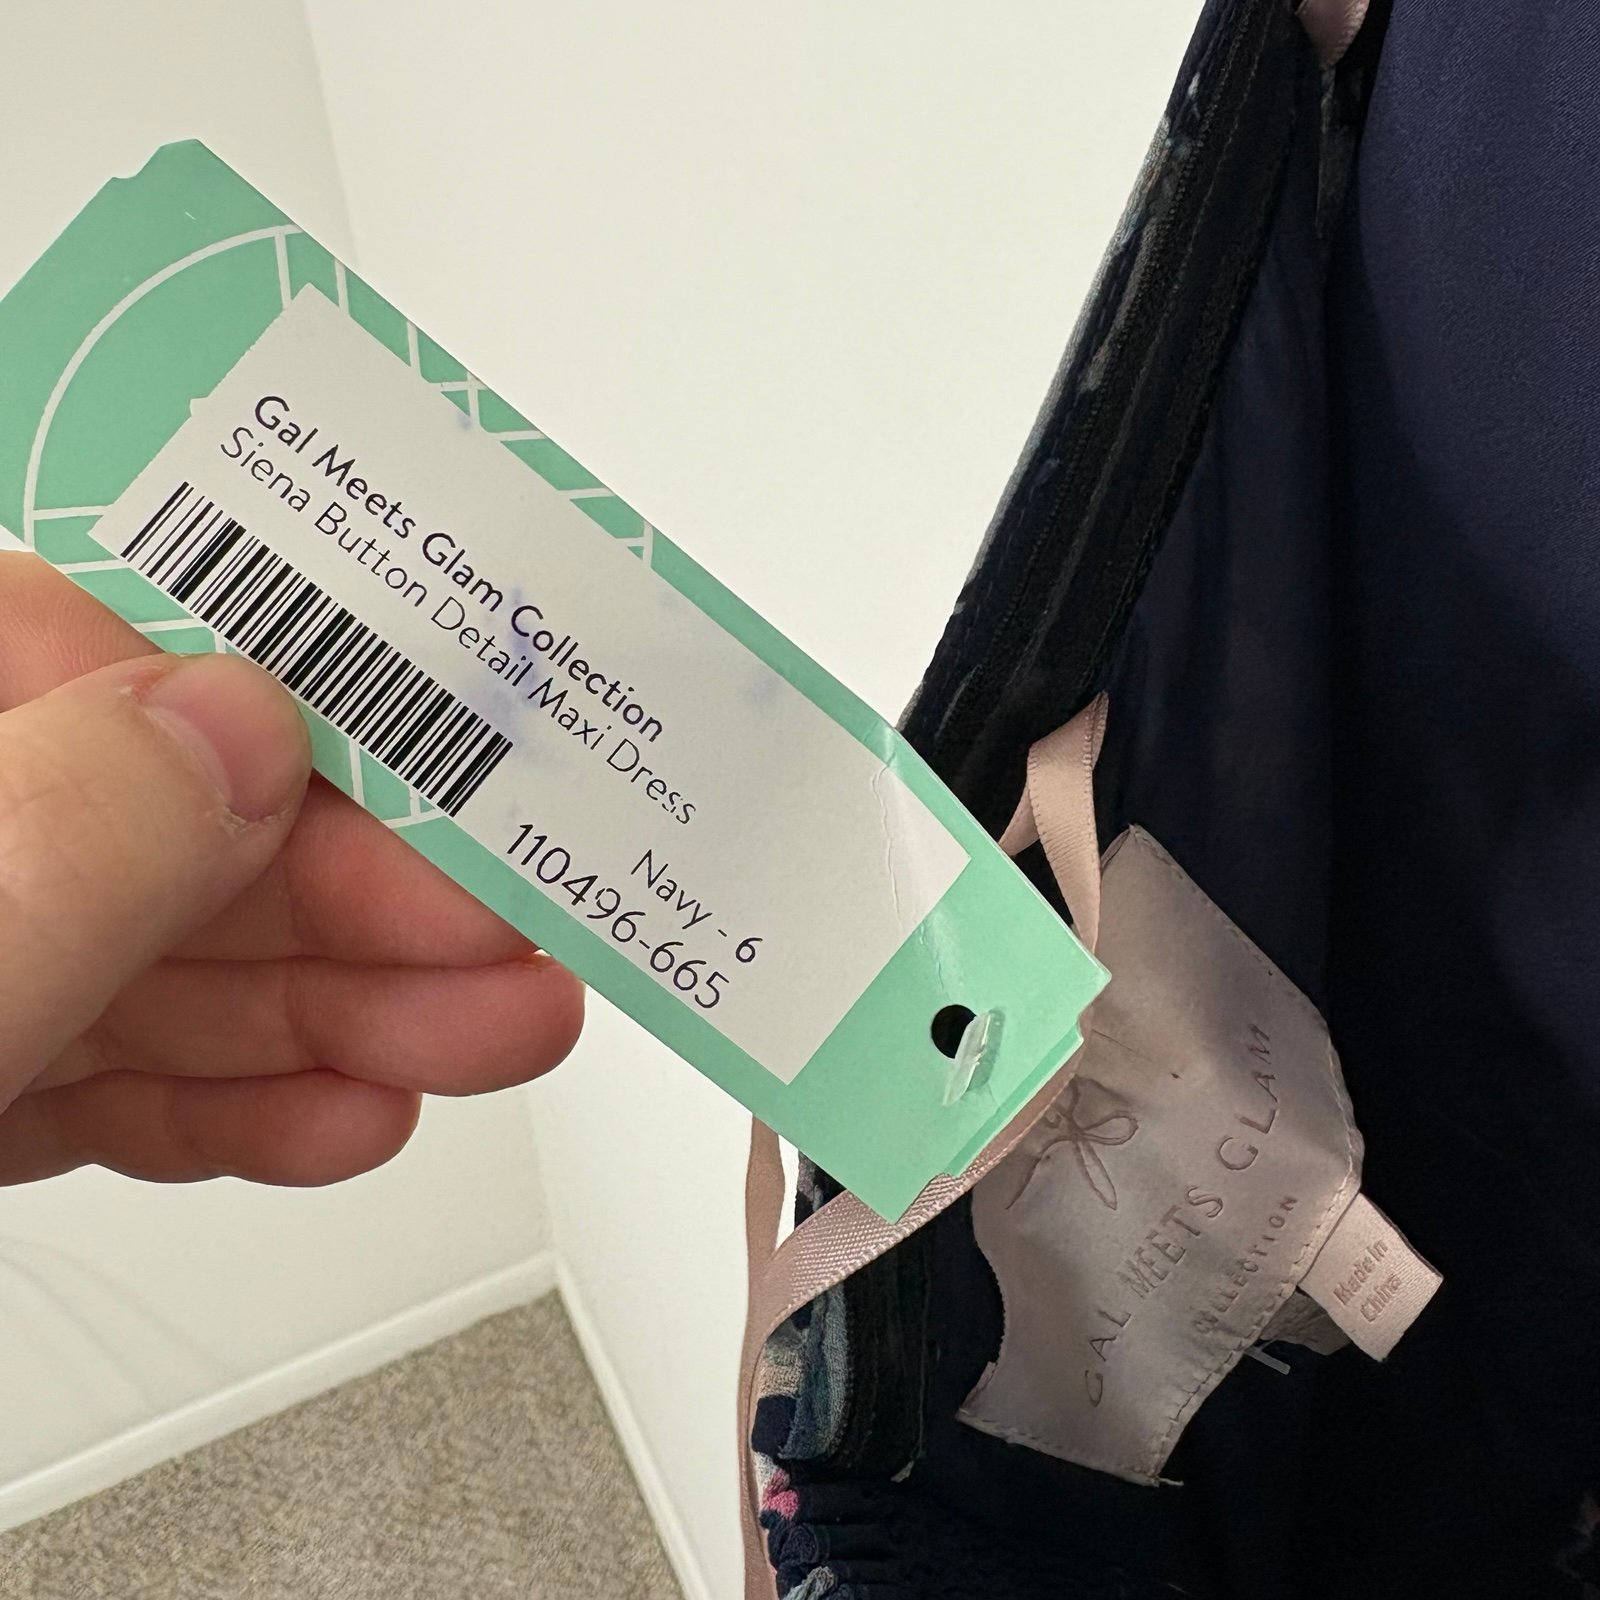 Gal Meets Glam Collection
Siena Button Detail Maxi Dress
Navy - 6
110496-665
GAL MEETS GLAM
COLLECTION
Made In
China